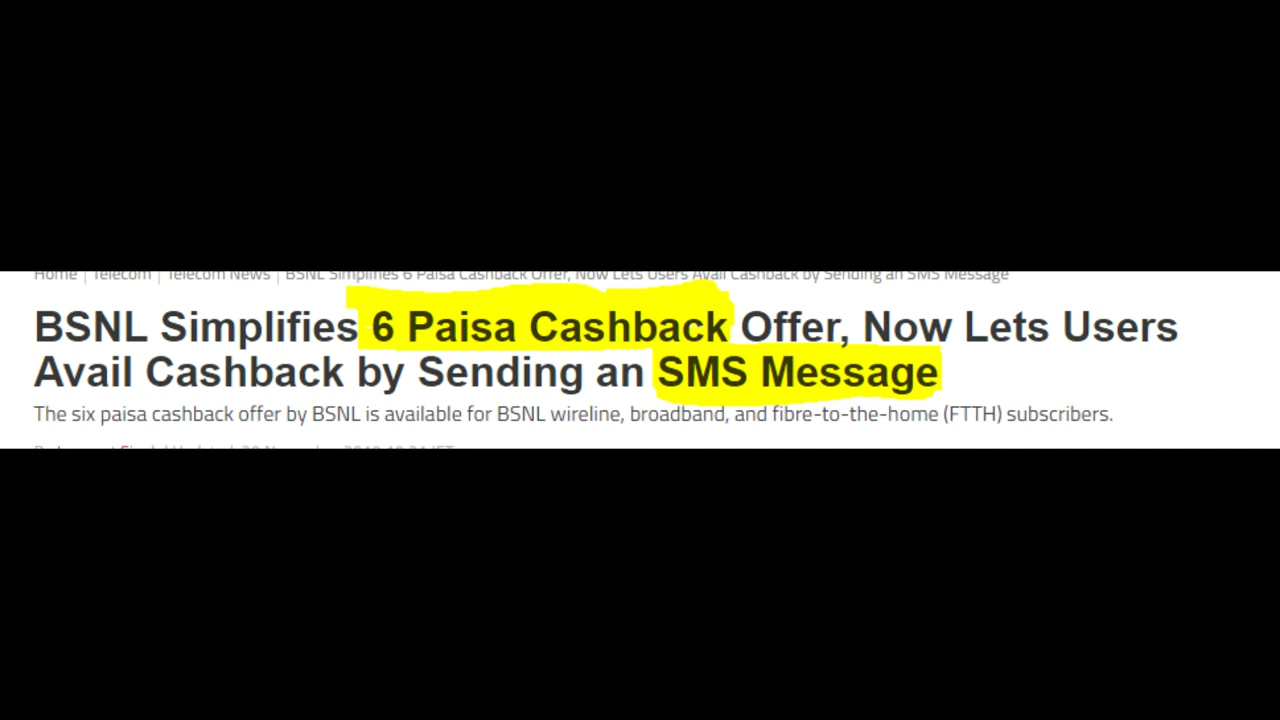 Home | Telecom | Telecom News | BSNL Simplifies 6 Paisa Cashback Offer, Now Lets Users Avail Cashback by Sending an SMS Message
BSNL Simplifies 6 Paisa Cashback Offer, Now Lets Users
Avail Cashback by Sending an SMS Message
The six paisa cashback offer by BSNL is available for BSNL wireline, broadband, and fibre-to-the-home (FTTH) subscribers.